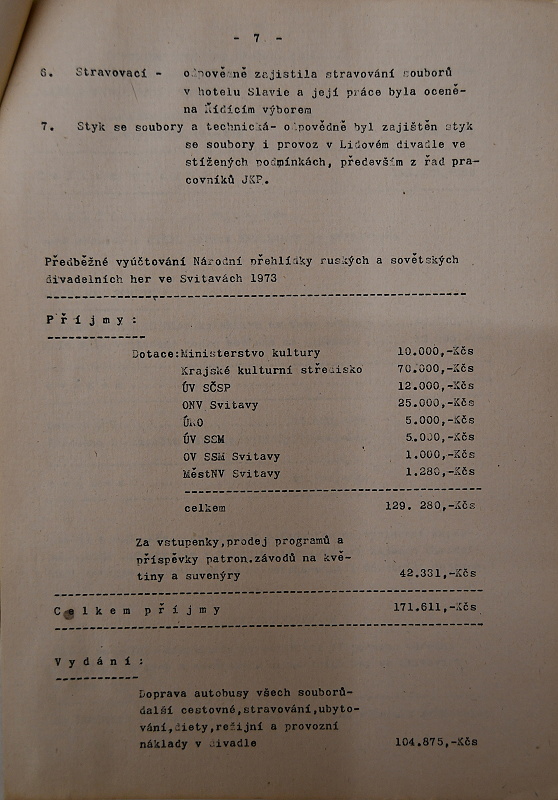 - 7 -
6. Stravovací - odpovědně zajistila stravování souborů
v hotelu Slavie a její práce byla oceně-
na Řídícím výborem
7. Styk se soubory a technická- odpovědně byl zajištěn styk
se soubory i provoz v Lidovém divadle ve
stížených podmínkách, především z řad pra-
covníků JKP.
Předběžné vyúčtování Národní přehlídky ruských a sovětských
divadelních her ve Svitavách 1973
P ř í j m y :
Dotace:Ministerstvo kultury 10.000,-Kčs
Krajské kulturní středisko 70.000,-Kčs
ÚV SČSP 12.000,-Kčs
ONV Svitavy 25.000,-Kčs
ÚKO 5.000,-Kčs
ÚV SSM 5.000,-Kčs
OV SSM Svitavy 1.000,-Kčs
MěstNV Svitavy 1.280,-Kčs
celkem 129. 280,-Kčs
Za vstupenky,prodej programů a
příspěvky patron.závodů na kvě-
tiny a suvenýry 42.331,-Kčs
C e l k e m p ř í j m y 171.611,-Kčs
V y d á n í :
Doprava autobusy všech souborů-
další cestovné,stravování,ubyto-
vání,diety,režijní a provozní
náklady v divadle 104.875,-Kčs